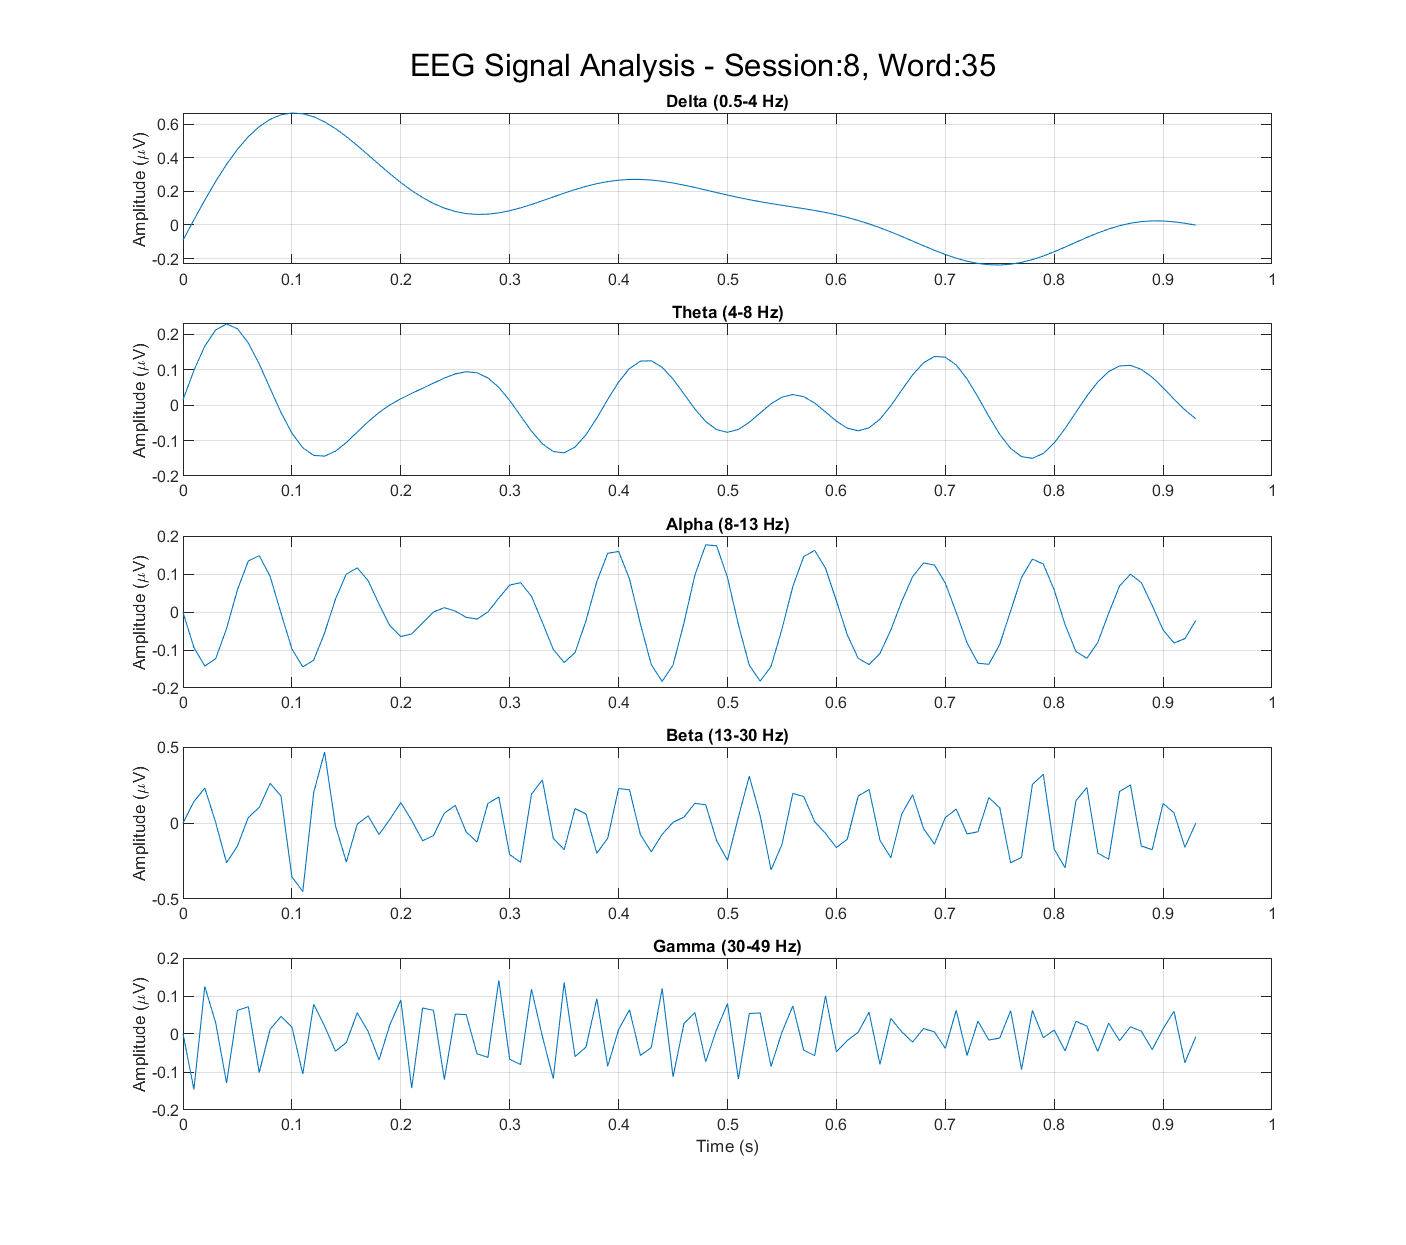 EEG Signal Analysis - Session:8, Word:35
Delta (0.5-4 Hz)
Amplitude (μV)
0.6
0.4
0.2
0
-0.2
0 0.1 0.2 0.3 0.4 0.5 0.6 0.7 0.8 0.9 1
Theta (4-8 Hz)
Amplitude (μV)
0.2
0.1
0
-0.1
-0.2
0 0.1 0.2 0.3 0.4 0.5 0.6 0.7 0.8 0.9 1
Alpha (8-13 Hz)
Amplitude (μV)
0.2
0.1
0
-0.1
-0.2
0 0.1 0.2 0.3 0.4 0.5 0.6 0.7 0.8 0.9 1
Beta (13-30 Hz)
Amplitude (μV)
0.5
0
-0.5
0 0.1 0.2 0.3 0.4 0.5 0.6 0.7 0.8 0.9 1
Gamma (30-49 Hz)
Amplitude (μV)
0.2
0.1
0
-0.1
-0.2
0 0.1 0.2 0.3 0.4 0.5 0.6 0.7 0.8 0.9 1
Time (s)